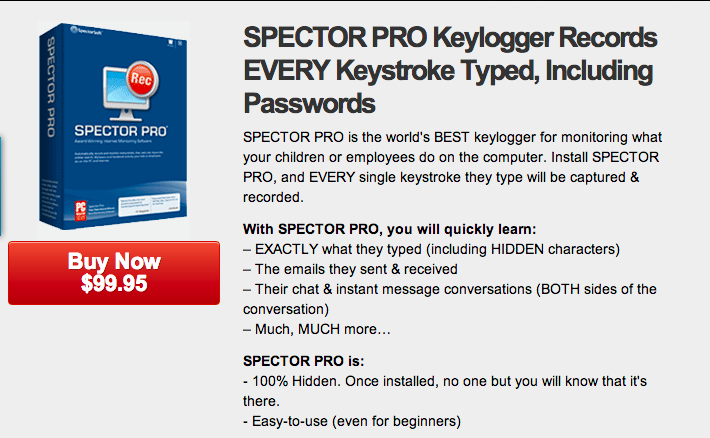 SpectorSoft
Rec
SPECTOR PRO
SPECTOR PRO
PC
Buy Now
$99.95
SPECTOR PRO Keylogger Records
EVERY Keystroke Typed, Including
Passwords
SPECTOR PRO is the world's BEST keylogger for monitoring what
your children or employees do on the computer. Install SPECTOR
PRO, and EVERY single keystroke they type will be captured &
recorded.
With SPECTOR PRO, you will quickly learn:
– EXACTLY what they typed (including HIDDEN characters)
– The emails they sent & received
– Their chat & instant message conversations (BOTH sides of the
conversation)
– Much, MUCH more…
SPECTOR PRO is:
- 100% Hidden. Once installed, no one but you will know that it's
there.
- Easy-to-use (even for beginners)